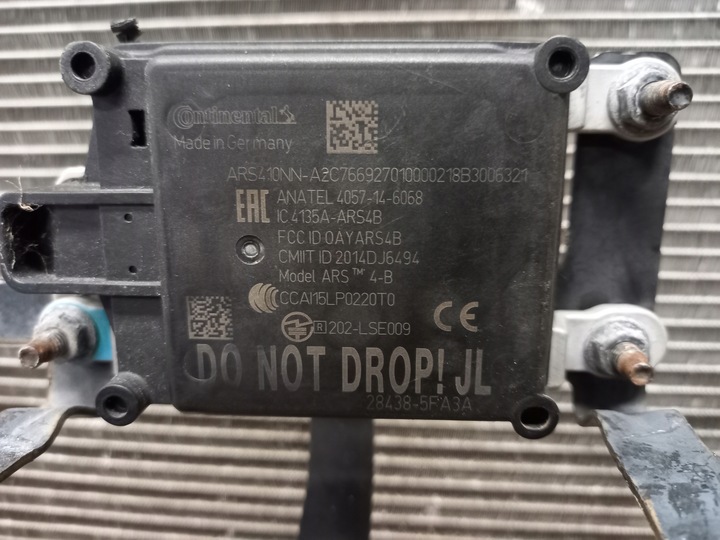 Continental
Made in Germany
ARS410NN-A2C766927010000218B3006321
EAC
ANATEL 4057-14-6068
IC 4135A-ARS4B
FCC ID OAYARS4B
CMIIT ID 2014DJ6494
Model ARS™ 4-B
CCAI15LP0220T0
CE
R 202-LSE009
DO NOT DROP! JL
28438-5FA3A